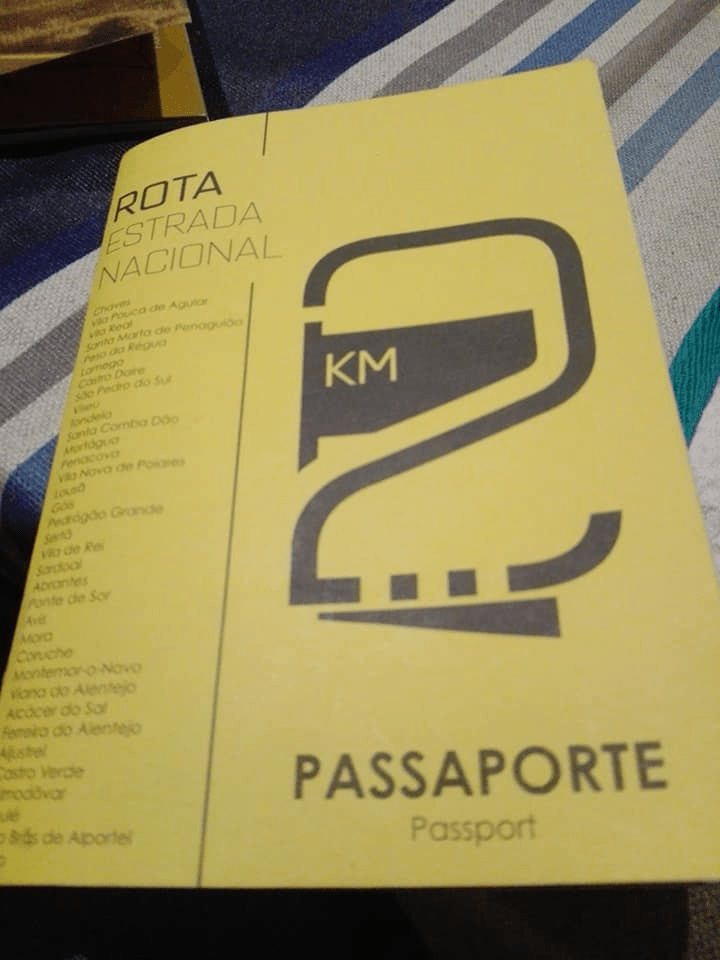 ROTA
ESTRADA
NACIONAL
Chaves
Vila Pouca de Aguiar
Vila Real
Santa Marta de Penaguião
Peso da Régua
Lamego
Castro Daire
São Pedro do Sul
Viseu
Tondela
Santa Comba Dão
Mortágua
Penacova
Vila Nova de Poiares
Lousã
Góis
Pedrógão Grande
Sertã
Vila de Rei
Sardoal
Abrantes
Ponte de Sor
Avis
Mora
Coruche
Montemor-o-Novo
Viana do Alentejo
Alcácer do Sal
Ferreira do Alentejo
Aljustrel
Castro Verde
lmodôvar
ulé
o Brás de Alportel
o
KM
2
PASSAPORTE
Passport